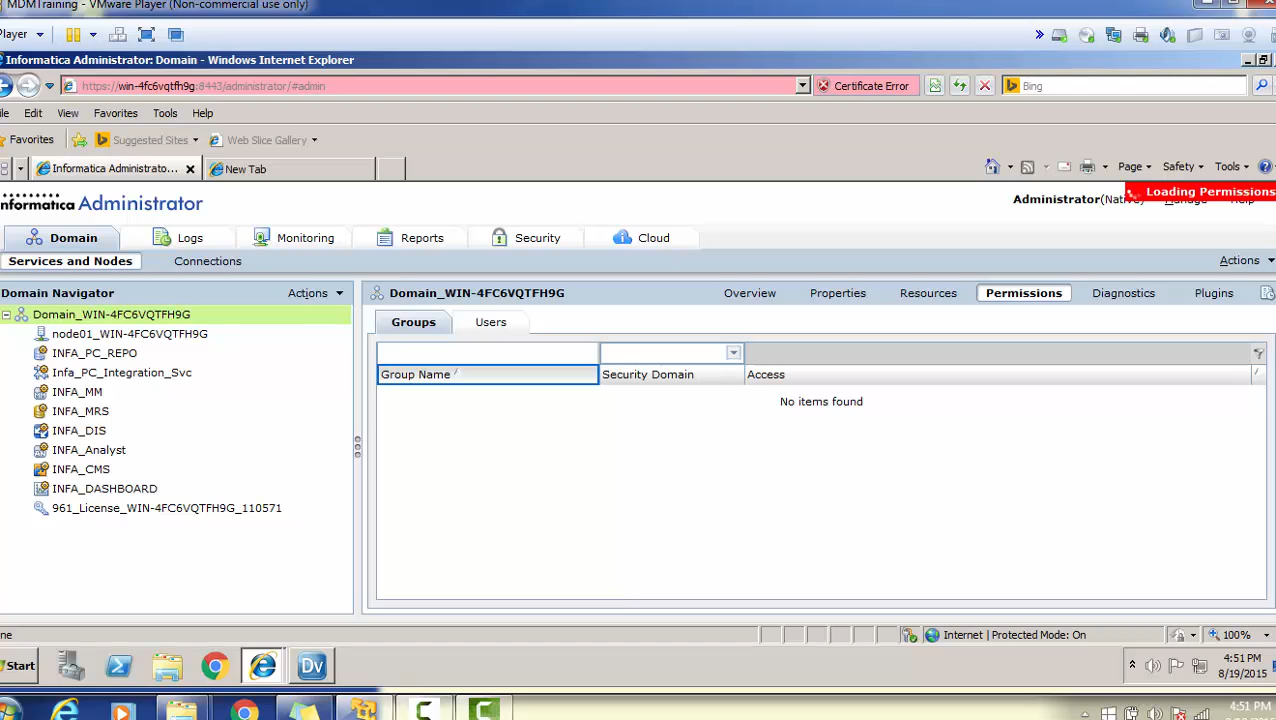 MDMTraining - VMware Player (Non-commercial use only)
Player
Informatica Administrator: Domain - Windows Internet Explorer
https://win-4fc6vqtfh9g:8443/administrator/#admin
Certificate Error
Bing
ile Edit View Favorites Tools Help
Favorites Suggested Sites Web Slice Gallery
Informatica Administrato... New Tab
Page Safety Tools
nformatica Administrator
Administrator(Nativ
Loading Permissions
Domain Logs Monitoring Reports Security Cloud
Services and Nodes Connections
Actions
Domain Navigator Actions
Domain_WIN-4FC6VQTFH9G Overview Properties Resources Permissions Diagnostics Plugins
Domain_WIN-4FC6VQTFH9G
node01_WIN-4FC6VQTFH9G
INFA_PC_REPO
Infa_PC_Integration_Svc
INFA_MM
INFA_MRS
INFA_DIS
INFA_Analyst
INFA_CMS
INFA_DASHBOARD
961_License_WIN-4FC6VQTFH9G_110571
Groups Users
Group Name Security Domain Access
No items found
ne
Internet | Protected Mode: On
100%
Start
Dv
4:51 PM
8/19/2015
4:51 PM